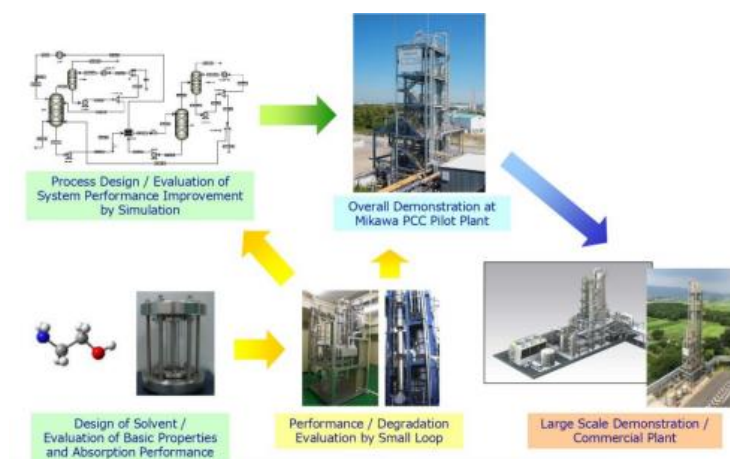 Process Design / Evaluation of
System Performance Improvement
by Simulation
Overall Demonstration at
Mikawa PCC Pilot Plant
Design of Solvent /
Evaluation of Basic Properties
and Absorption Performance
Performance / Degradation
Evaluation by Small Loop
Large Scale Demonstration /
Commercial Plant